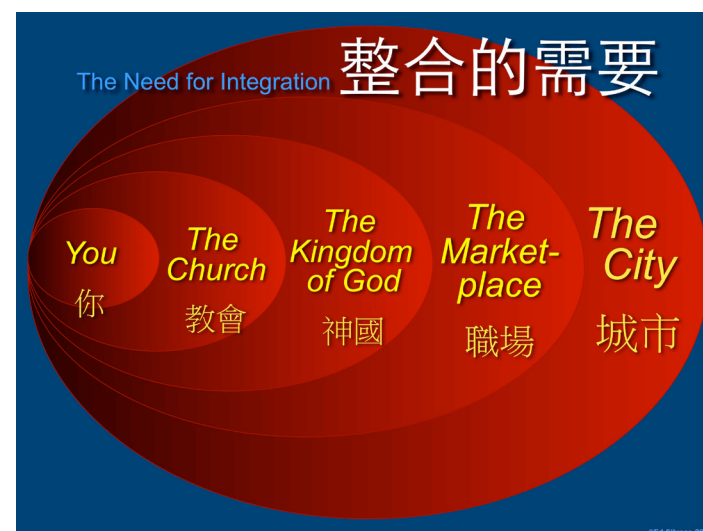 The Need for Integration 整合的需要
You
你
The
Church
教會
The
Kingdom
of God
神國
The
Market-
place
職場
The
City
城市